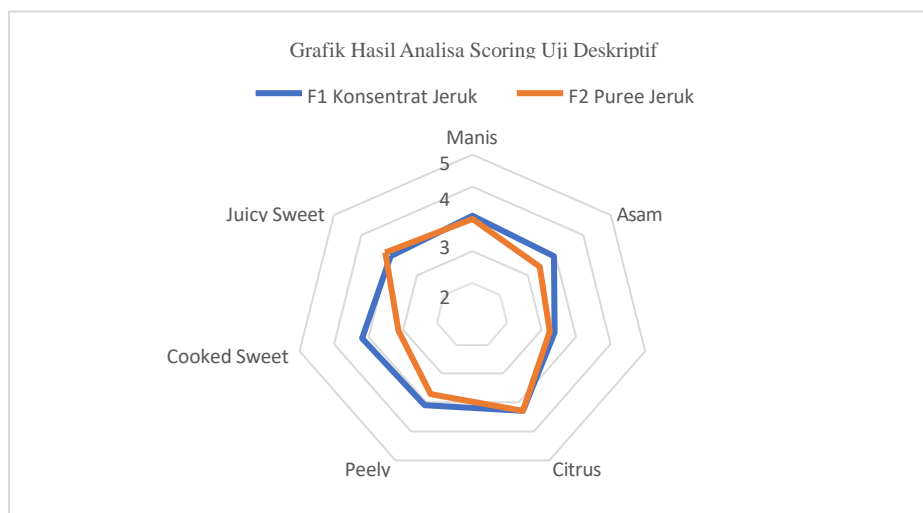 Grafik Hasil Analisa Scoring Uji Deskriptif
F1 Konsentrat Jeruk F2 Puree Jeruk
Manis
5
4
3
2
Juicy Sweet
Asam
Cooked Sweet
Peely
Citrus